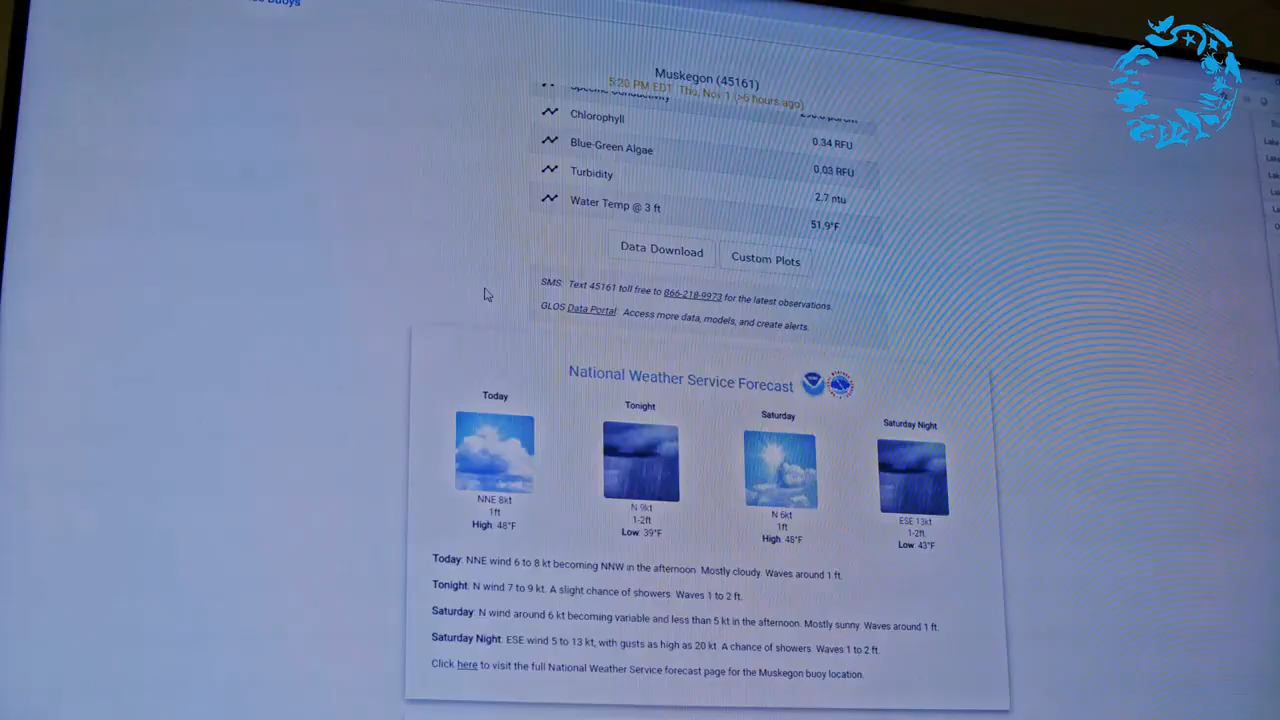 Buoys
Muskegon (45161)
5:20 PM EDT Thu, Nov 1 (>6 hours ago)
Specific Conductivity
Chlorophyll 0.34 RFU
Blue-Green Algae 0.03 RFU
Turbidity 2.7 ntu
Water Temp @ 3 ft 51.9°F
Data Download Custom Plots
SMS: Text 45161 toll free to 866-218-9973 for the latest observations.
GLOS Data Portal: Access more data, models, and create alerts.
National Weather Service Forecast
Today Tonight Saturday Saturday Night
NNE 8kt N 9kt N 6kt ESE 13kt
1ft 1-2ft 1ft 1-2ft
High: 48°F Low: 39°F High: 48°F Low: 43°F
Today: NNE wind 6 to 8 kt becoming NNW in the afternoon. Mostly cloudy. Waves around 1 ft.
Tonight: N wind 7 to 9 kt. A slight chance of showers. Waves 1 to 2 ft.
Saturday: N wind around 6 kt becoming variable and less than 5 kt in the afternoon. Mostly sunny. Waves around 1 ft.
Saturday Night: ESE wind 5 to 13 kt, with gusts as high as 20 kt. A chance of showers. Waves 1 to 2 ft.
Click here to visit the full National Weather Service forecast page for the Muskegon buoy location.